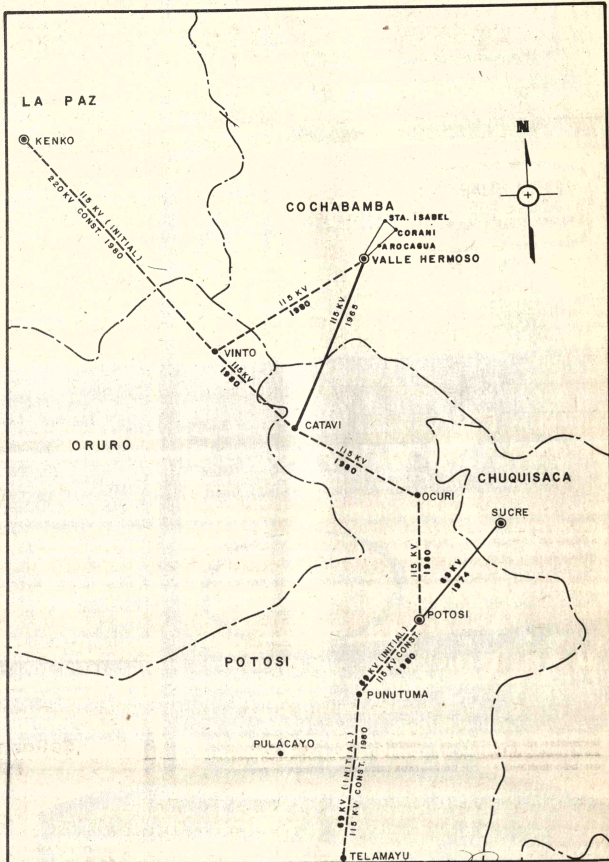 LA PAZ
KENKO
115 KV (INITIAL)
220 KV CONST. 1980
N
COCHABAMBA
STA. ISABEL
CORANI
AROCAGUA
VALLE HERMOSO
115 KV
1980
115 KV
1965
VINTO
115 KV
1980
CATAVI
ORURO
115 KV
1980
CHUQUISACA
OCURI
SUCRE
115 KV
1980
69 KV
1974
POTOSI
69 KV (INITIAL)
115 KV CONST.
1980
POTOSI
PUNUTUMA
PULACAYO
69 KV (INITIAL)
115 KV CONST. 1980
TELAMAYU